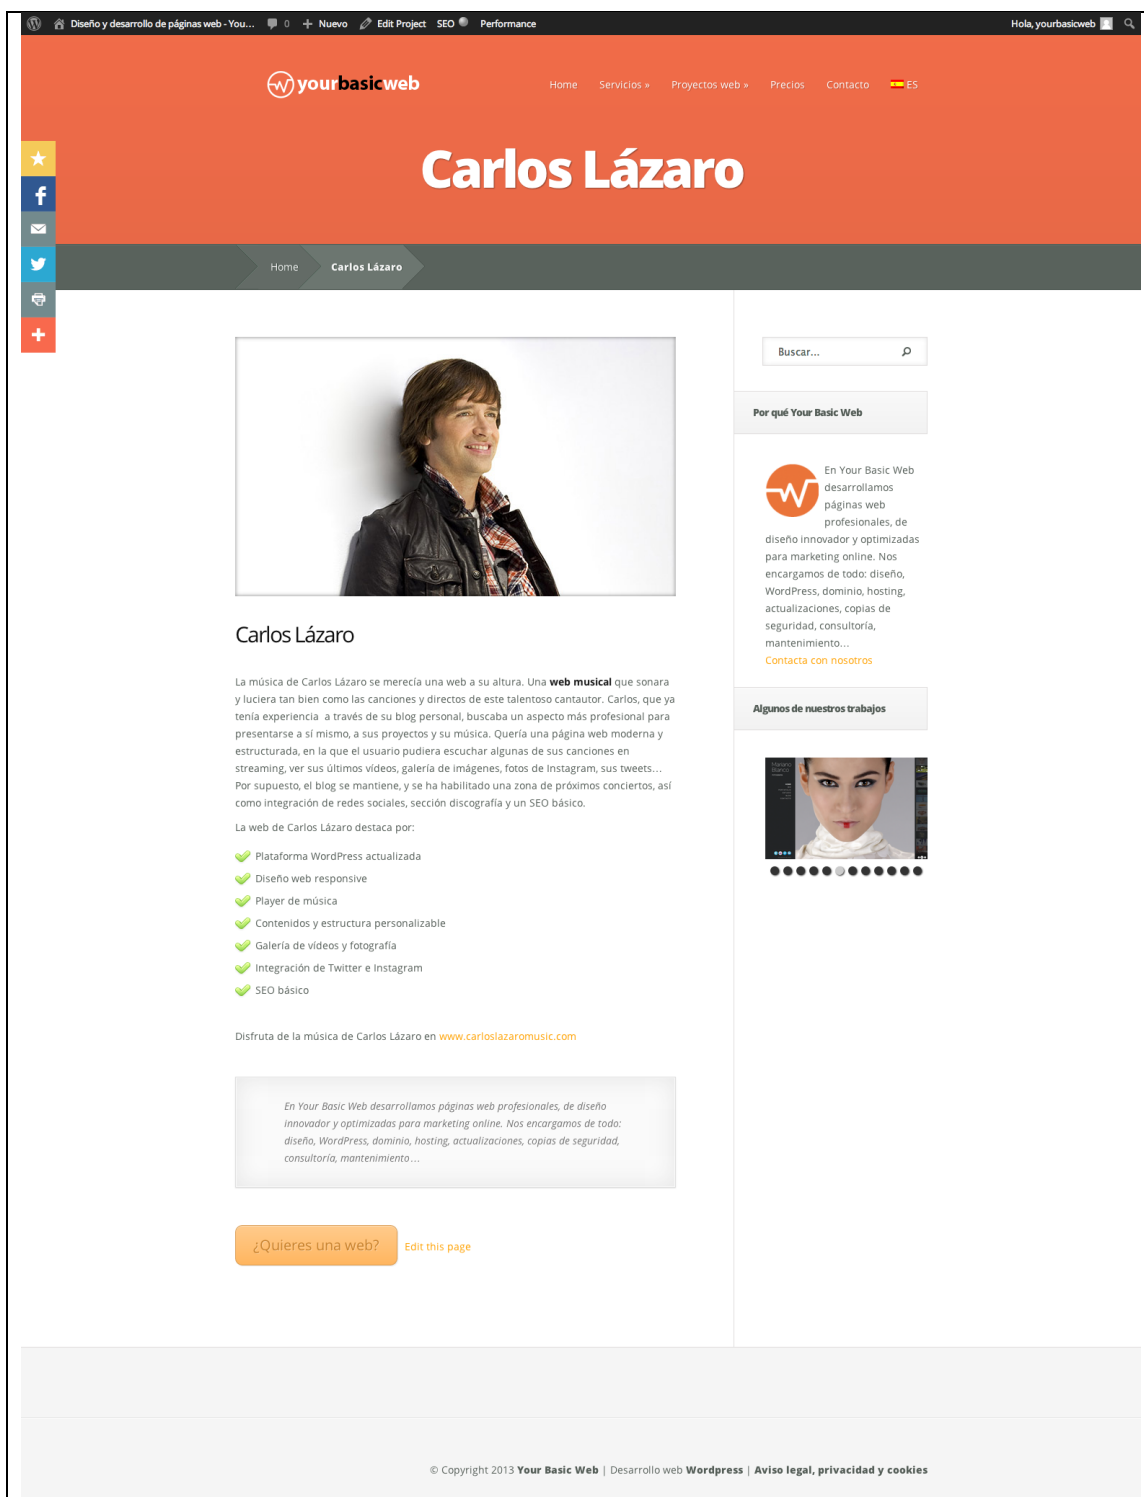 Diseño y desarrollo de páginas web - You... 0 Nuevo Edit Project SEO Performance Hola, yourbasicweb
yourbasicweb
Home Servicios » Proyectos web » Precios Contacto ES
Carlos Lázaro
Home Carlos Lázaro
Buscar...
Por qué Your Basic Web
En Your Basic Web
desarrollamos
páginas web
profesionales, de
diseño innovador y optimizadas
para marketing online. Nos
encargamos de todo: diseño,
WordPress, dominio, hosting,
actualizaciones, copias de
seguridad, consultoría,
mantenimiento...
Contacta con nosotros
Algunos de nuestros trabajos
Carlos Lázaro
La música de Carlos Lázaro se merecía una web a su altura. Una web musical que sonara
y luciera tan bien como las canciones y directos de este talentoso cantautor. Carlos, que ya
tenía experiencia a través de su blog personal, buscaba un aspecto más profesional para
presentarse a sí mismo, a sus proyectos y su música. Quería una página web moderna y
estructurada, en la que el usuario pudiera escuchar algunas de sus canciones en
streaming, ver sus últimos vídeos, galería de imágenes, fotos de Instagram, sus tweets...
Por supuesto, el blog se mantiene, y se ha habilitado una zona de próximos conciertos, así
como integración de redes sociales, sección discografía y un SEO básico.
La web de Carlos Lázaro destaca por:
Plataforma WordPress actualizada
Diseño web responsive
Player de música
Contenidos y estructura personalizable
Galería de vídeos y fotografía
Integración de Twitter e Instagram
SEO básico
Disfruta de la música de Carlos Lázaro en www.carloslazaromusic.com
En Your Basic Web desarrollamos páginas web profesionales, de diseño
innovador y optimizadas para marketing online. Nos encargamos de todo:
diseño, WordPress, dominio, hosting, actualizaciones, copias de seguridad,
consultoría, mantenimiento...
¿Quieres una web? Edit this page
© Copyright 2013 Your Basic Web | Desarrollo web Wordpress | Aviso legal, privacidad y cookies